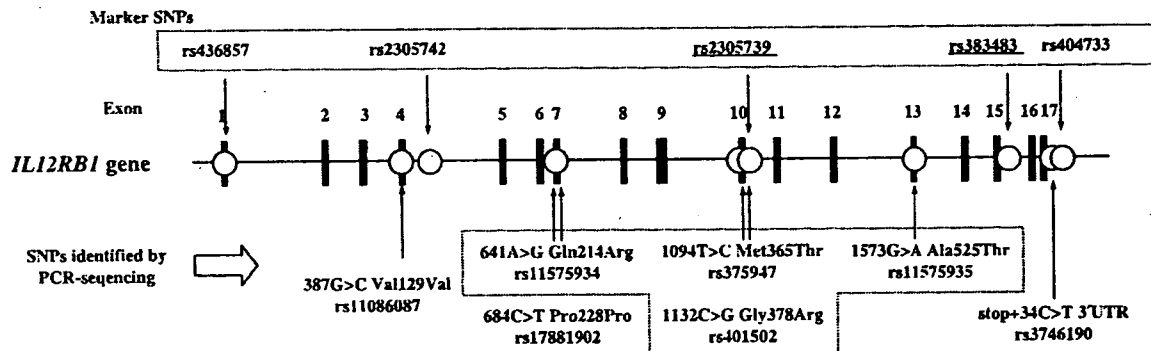 Marker SNPs
rs436857 rs2305742 rs2305739 rs383483 rs404733
Exon 1 2 3 4 5 6 7 8 9 10 11 12 13 14 15 16 17
IL12RB1 gene
SNPs identified by
PCR-seqencing
387G>C Val129Val
rs11086087
641A>G Gln214Arg
rs11575934
684C>T Pro228Pro
rs17881902
1094T>C Met365Thr
rs375947
1132C>G Gly378Arg
rs401502
1573G>A Ala525Thr
rs11575935
stop+34C>T 3'UTR
rs3746190